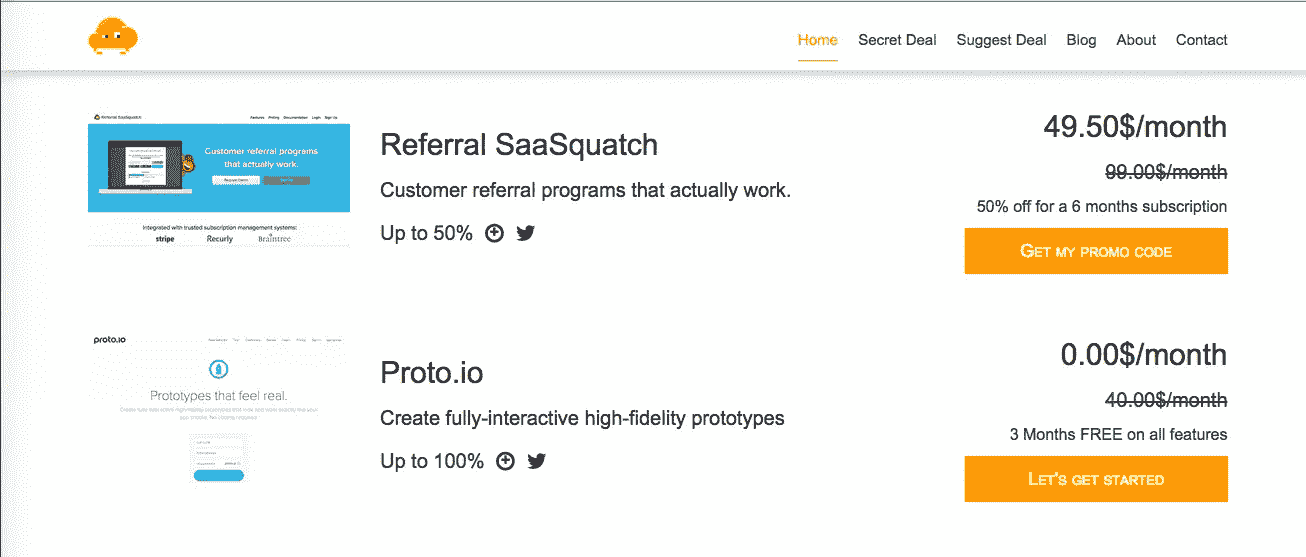 Home Secret Deal Suggest Deal Blog About Contact
Referral SaaSquatch
Features Pricing Documentation Login Sign Up
Customer referral programs
that actually work.
Request Demo
Integrated with trusted subscription management systems:
stripe Recurly Braintree
Referral SaaSquatch
Customer referral programs that actually work.
Up to 50%
49.50$/month
99.00$/month
50% off for a 6 months subscription
Get my promo code
proto.io
Prototypes that feel real.
Proto.io
Create fully-interactive high-fidelity prototypes
Up to 100%
0.00$/month
40.00$/month
3 Months FREE on all features
Let's get started